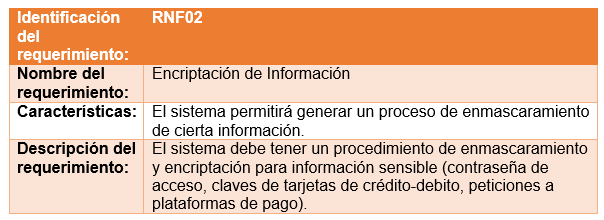 Identificación RNF02
del
requerimiento:
Nombre del Encriptación de Información
requerimiento:
Características: El sistema permitirá generar un proceso de enmascaramiento
de cierta información.
Descripción del El sistema debe tener un procedimiento de enmascaramiento
requerimiento: y encriptación para información sensible (contraseña de
acceso, claves de tarjetas de crédito-debito, peticiones a
plataformas de pago).